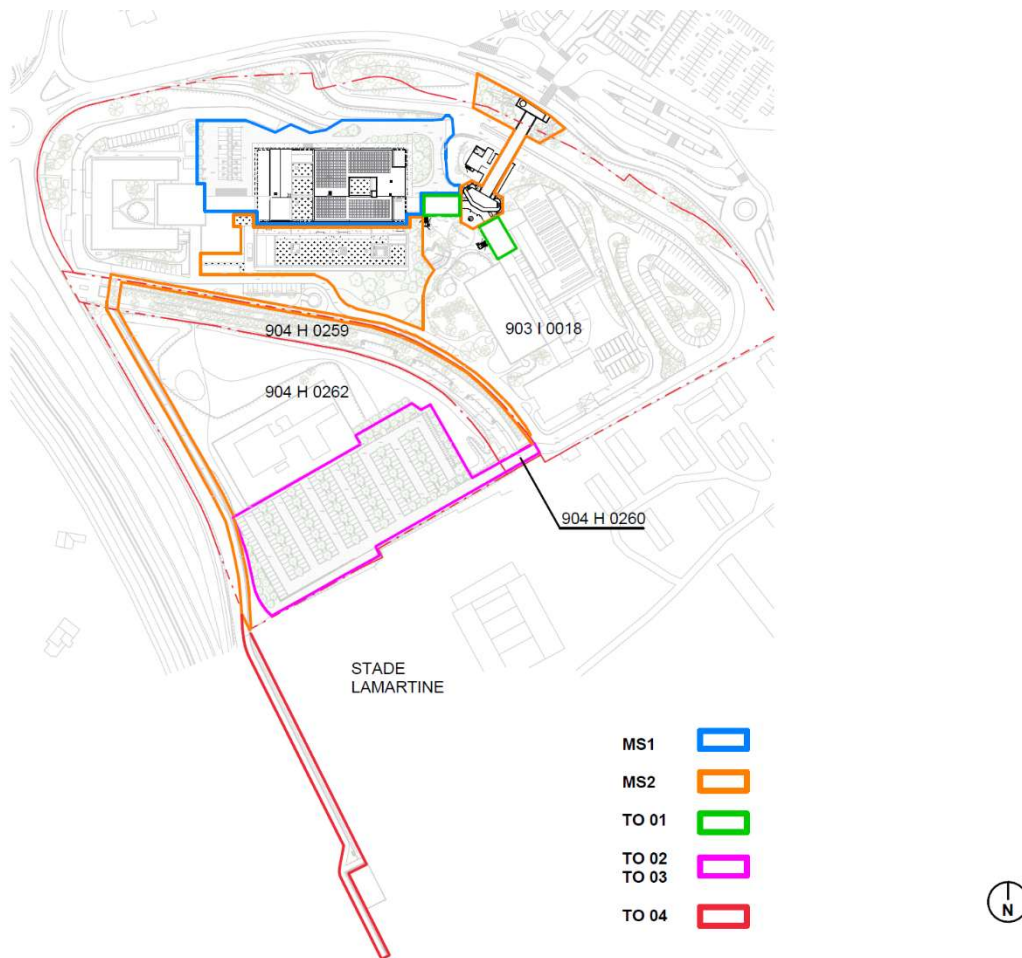 904 H 0259
903 I 0018
904 H 0262
904 H 0260
STADE
LAMARTINE
MS1
MS2
TO 01
TO 02
TO 03
TO 04
N